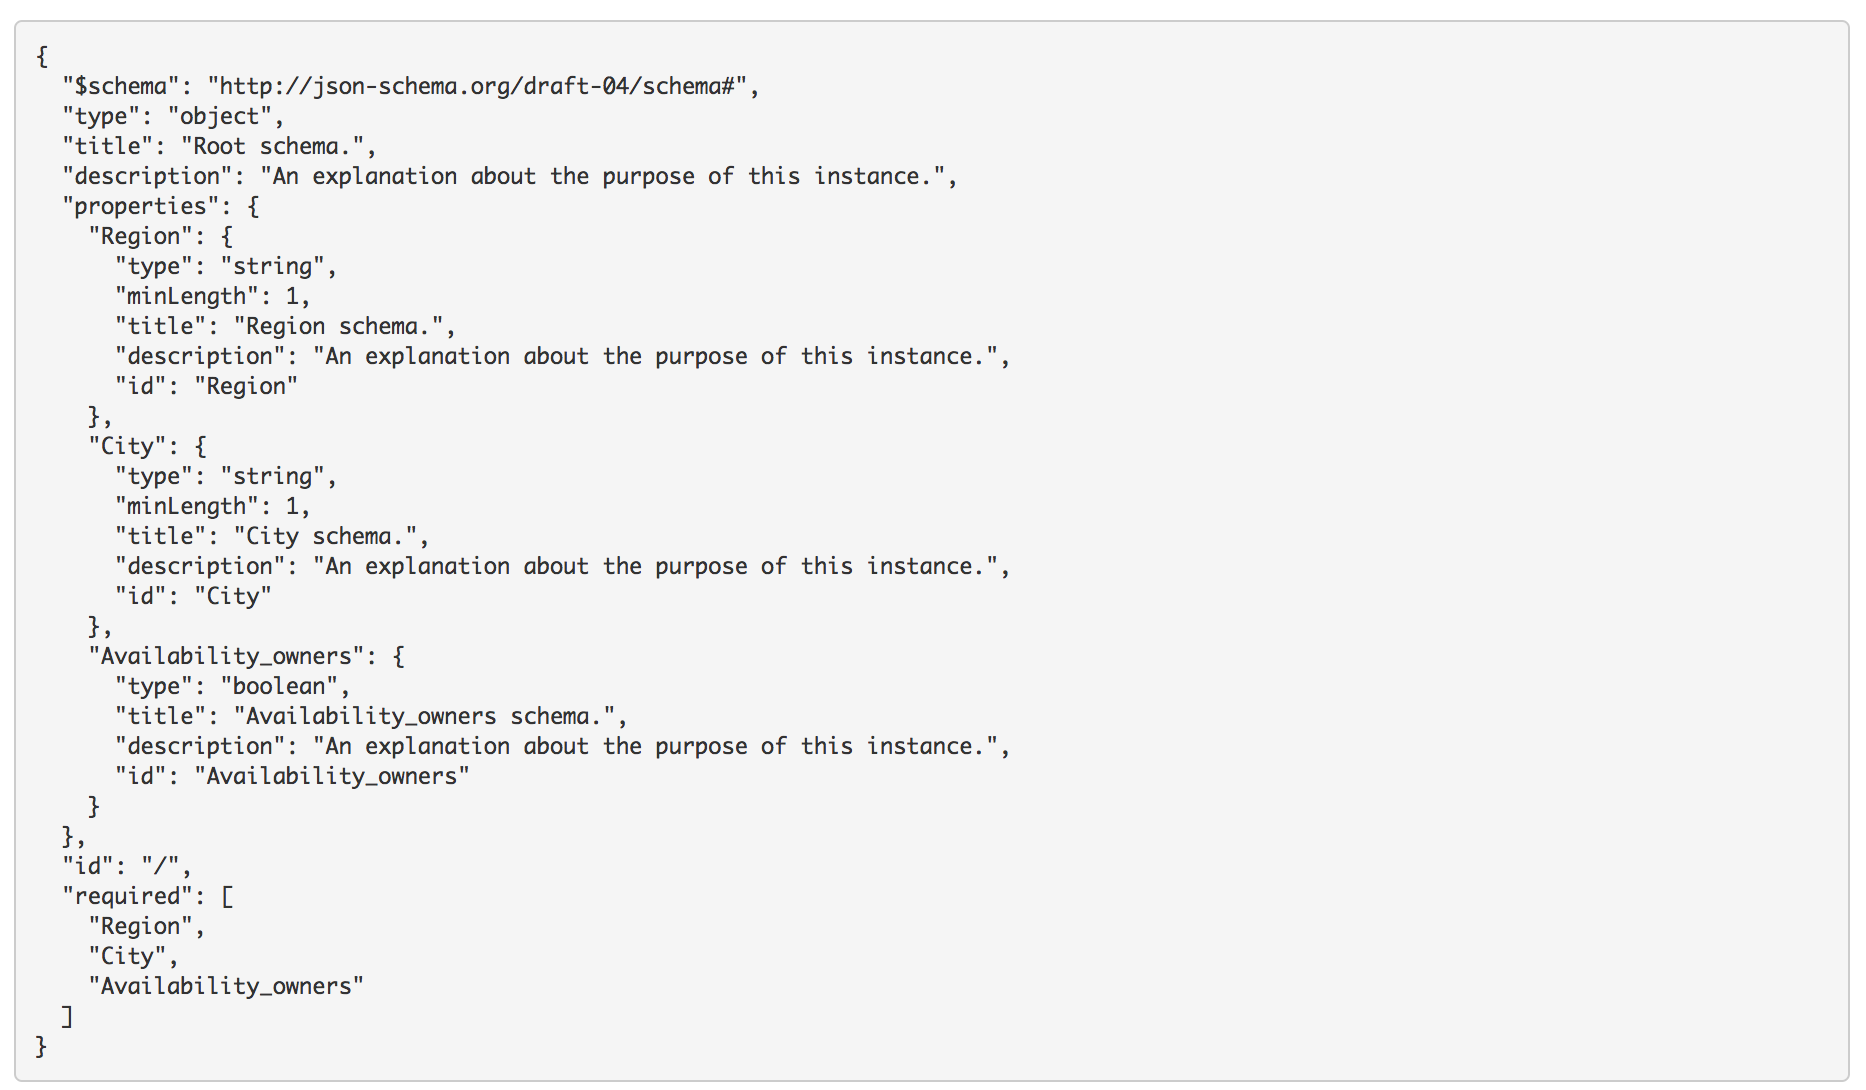 {
  "$schema": "http://json-schema.org/draft-04/schema#",
  "type": "object",
  "title": "Root schema.",
  "description": "An explanation about the purpose of this instance.",
  "properties": {
    "Region": {
      "type": "string",
      "minLength": 1,
      "title": "Region schema.",
      "description": "An explanation about the purpose of this instance.",
      "id": "Region"
    },
    "City": {
      "type": "string",
      "minLength": 1,
      "title": "City schema.",
      "description": "An explanation about the purpose of this instance.",
      "id": "City"
    },
    "Availability_owners": {
      "type": "boolean",
      "title": "Availability_owners schema.",
      "description": "An explanation about the purpose of this instance.",
      "id": "Availability_owners"
    }
  },
  "id": "/",
  "required": [
    "Region",
    "City",
    "Availability_owners"
  ]
}